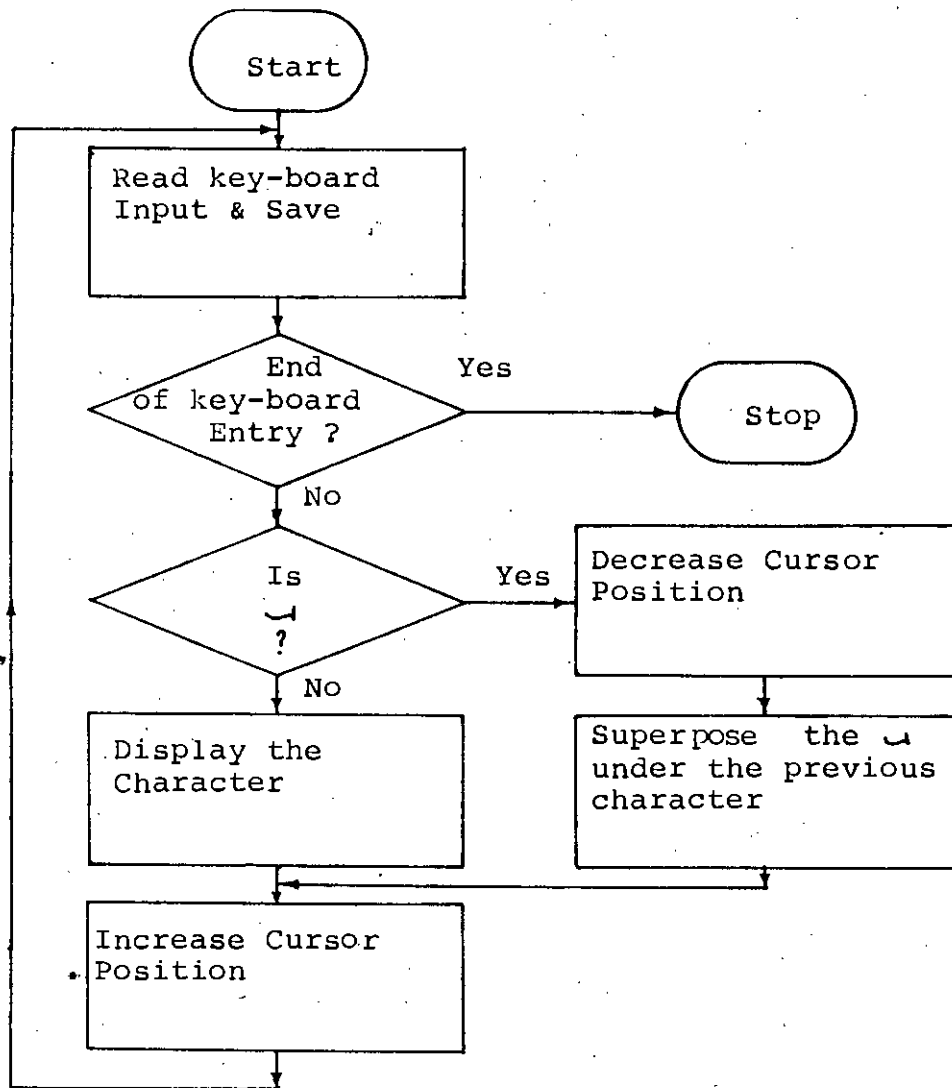 Start
Read key-board
Input & Save
End
of key-board
Entry ?
Yes
Stop
No
Is
?
Yes
Decrease Cursor
Position
No
Display the
Character
Superpose the
under the previous
character
Increase Cursor
Position